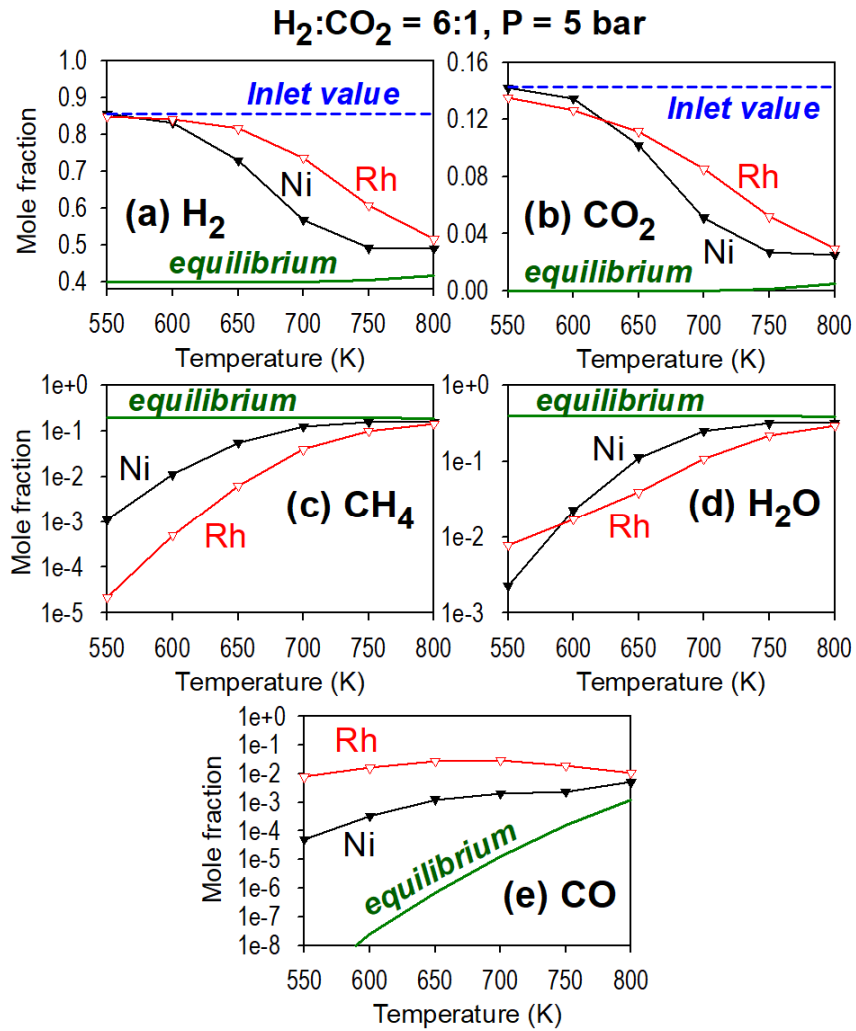 H2:CO2 = 6:1, P = 5 bar
Mole fraction
1.0
0.9
0.8
0.7
0.6
0.5
0.4
Inlet value
Ni
Rh
(a) H2
equilibrium
550 600 650 700 750 800
Temperature (K)
0.16
0.12
0.08
0.04
0.00
Inlet value
Rh
(b) CO2
Ni
equilibrium
550 600 650 700 750 800
Temperature (K)
Mole fraction
1e+0
1e-1
1e-2
1e-3
1e-4
1e-5
equilibrium
Ni
(c) CH4
Rh
550 600 650 700 750 800
Temperature (K)
1e+0
1e-1
1e-2
1e-3
equilibrium
Ni
Rh
(d) H2O
550 600 650 700 750 800
Temperature (K)
Mole fraction
1e+0
1e-1
1e-2
1e-3
1e-4
1e-5
1e-6
1e-7
1e-8
Rh
Ni
equilibrium
(e) CO
550 600 650 700 750 800
Temperature (K)